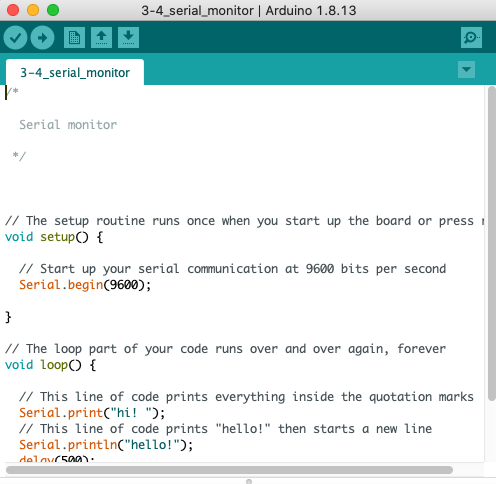 3-4_serial_monitor | Arduino 1.8.13
3-4_serial_monitor
/*
Serial monitor
*/
// The setup routine runs once when you start up the board or press
void setup() {
// Start up your serial communication at 9600 bits per second
Serial.begin(9600);
}
// The loop part of your code runs over and over again, forever
void loop() {
// This line of code prints everything inside the quotation marks
Serial.print("hi! ");
// This line of code prints "hello!" then starts a new line
Serial.println("hello!");
delay(500);